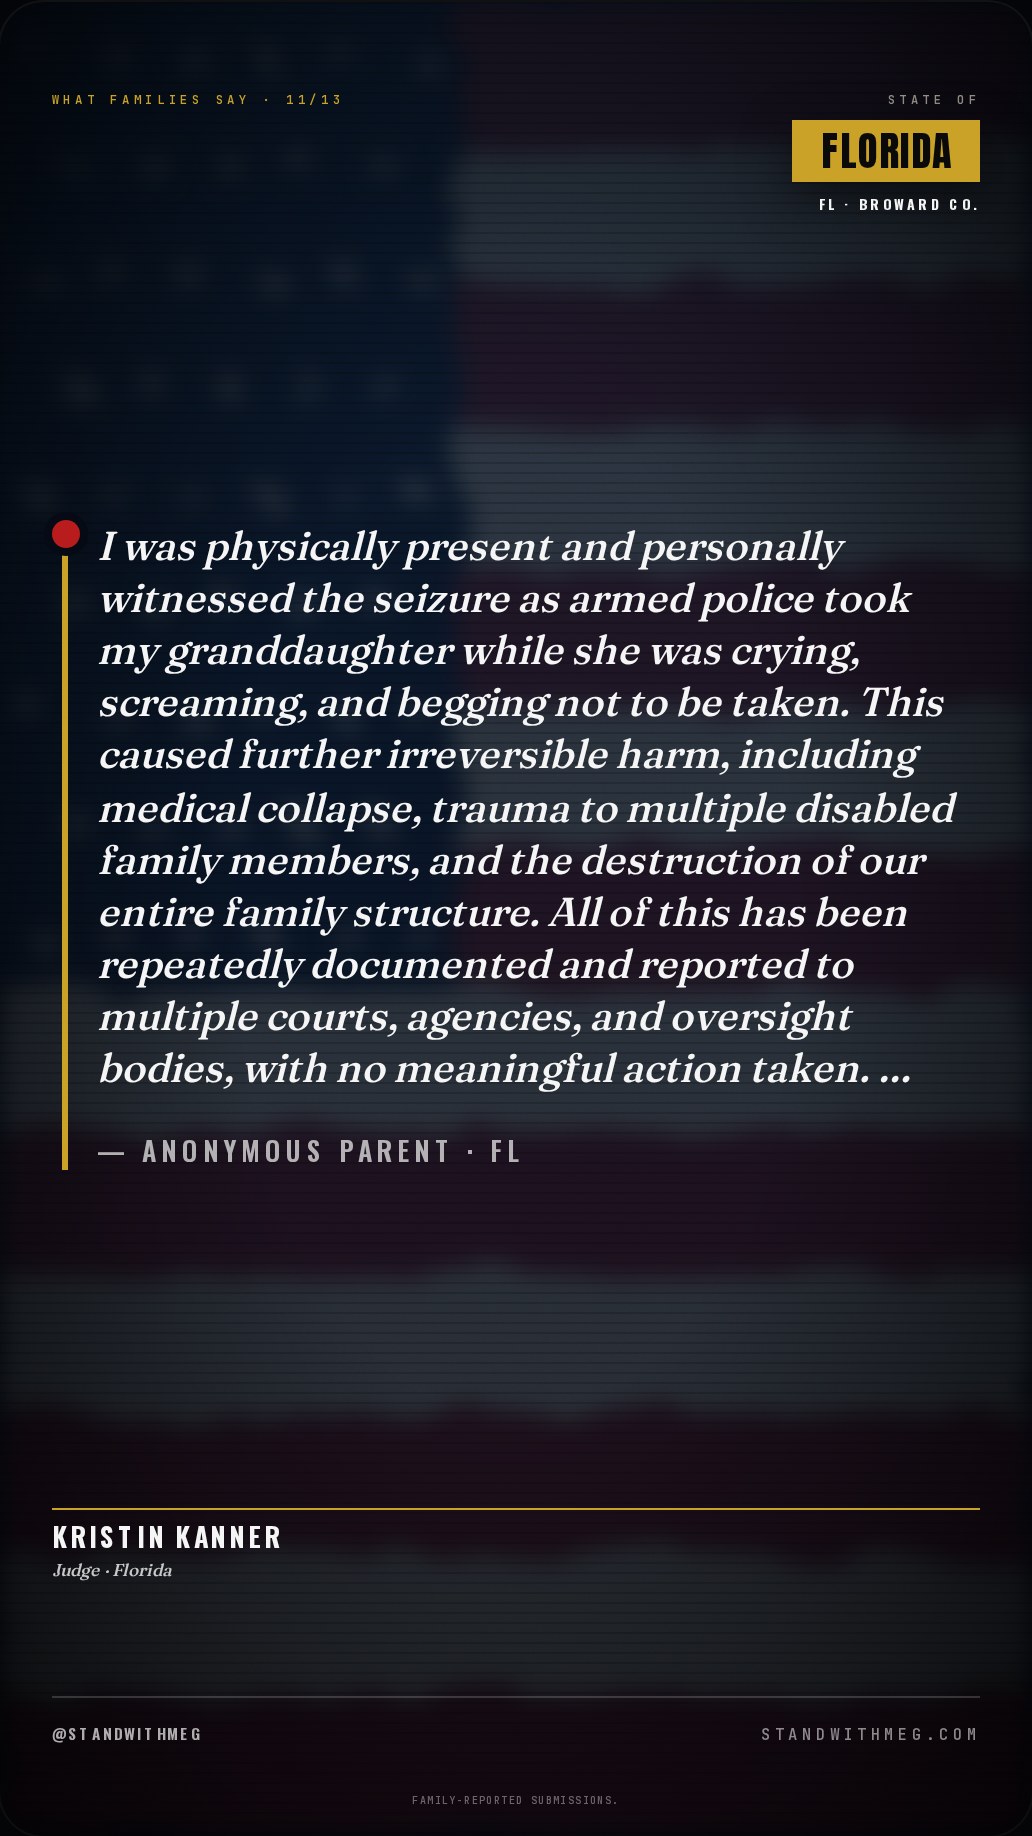 WHAT FAMILIES SAY · 11/13
STATE OF
FLORIDA
FL · BROWARD CO.
I was physically present and personally
witnessed the seizure as armed police took
my granddaughter while she was crying,
screaming, and begging not to be taken. This
caused further irreversible harm, including
medical collapse, trauma to multiple disabled
family members, and the destruction of our
entire family structure. All of this has been
repeatedly documented and reported to
multiple courts, agencies, and oversight
bodies, with no meaningful action taken. ...
— ANONYMOUS PARENT · FL
KRISTIN KANNER
Judge · Florida
@STANDWITHMEG
STANDWITHMEG.COM
FAMILY-REPORTED SUBMISSIONS.